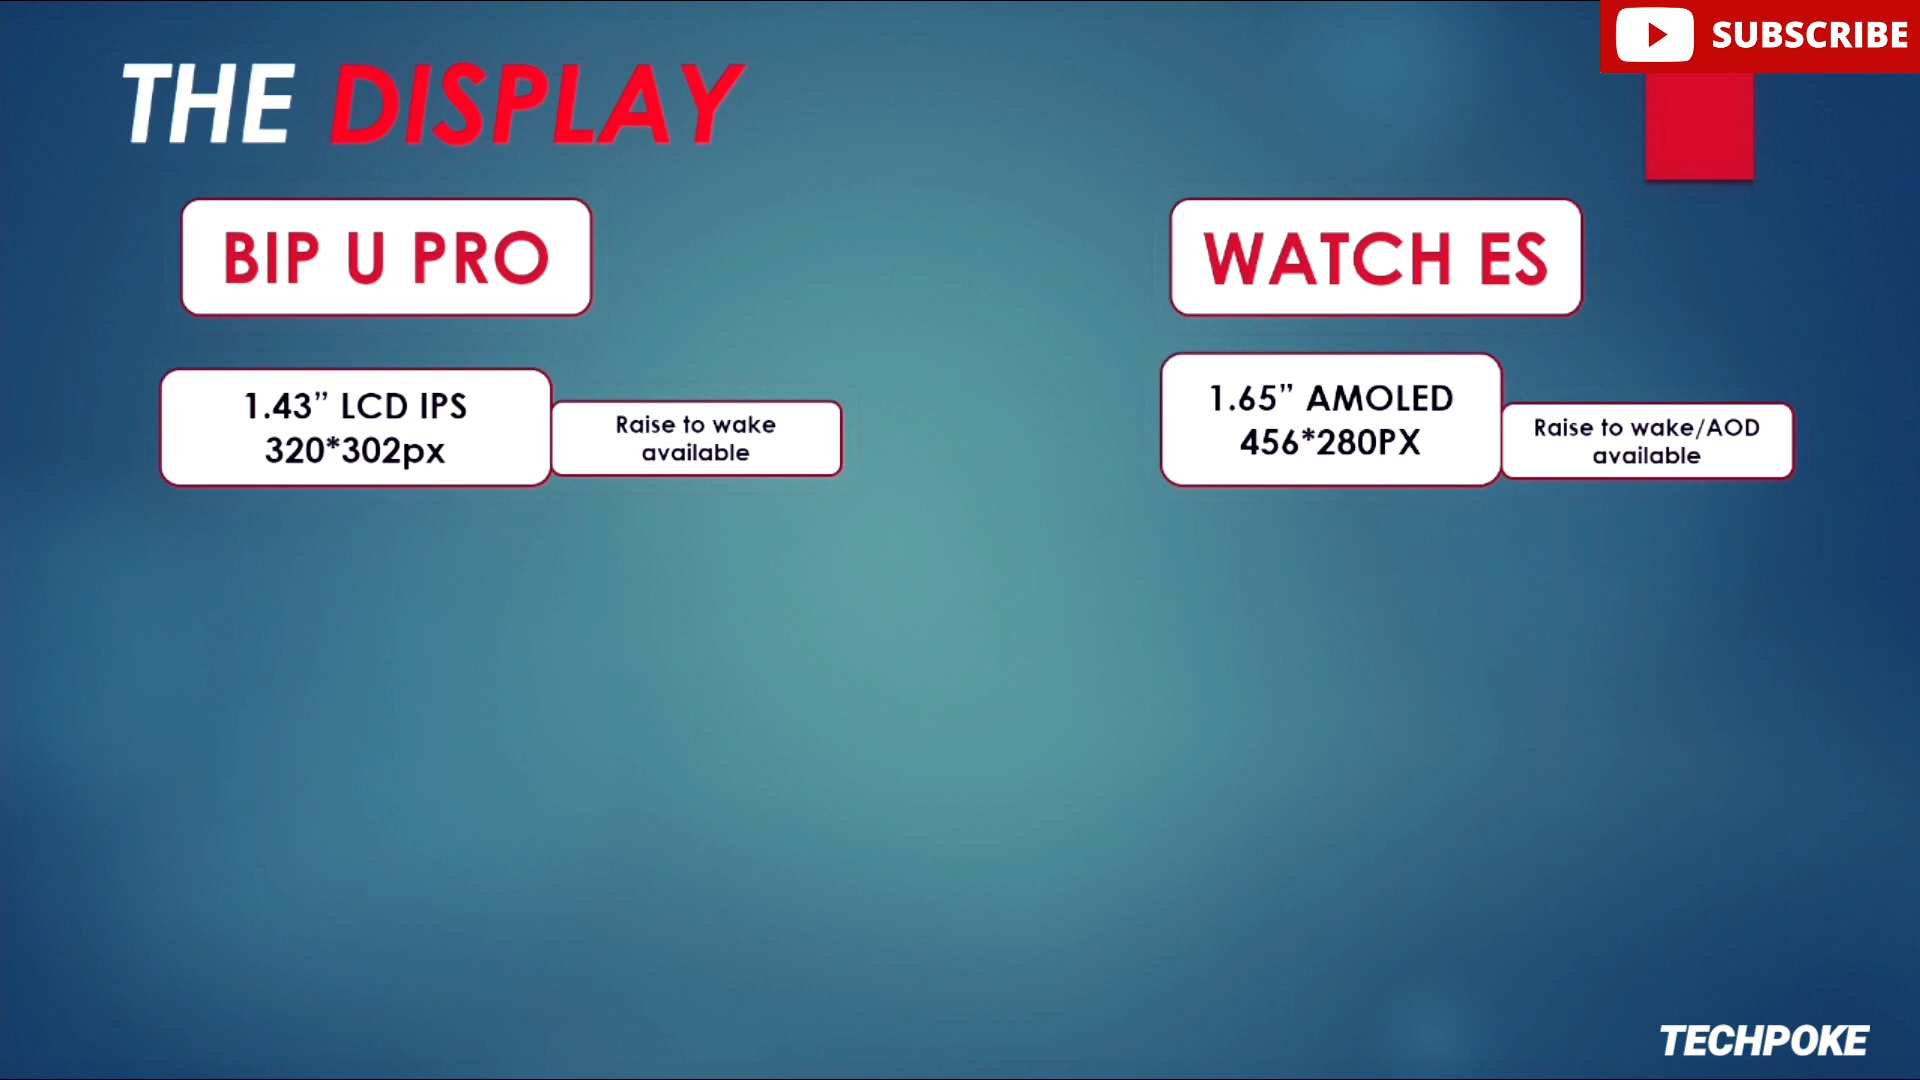 SUBSCRIBE
THE DISPLAY
BIP U PRO
WATCH ES
1.43” LCD IPS
320*302px
Raise to wake
available
1.65” AMOLED
456*280PX
Raise to wake/AOD
available
TECHPOKE